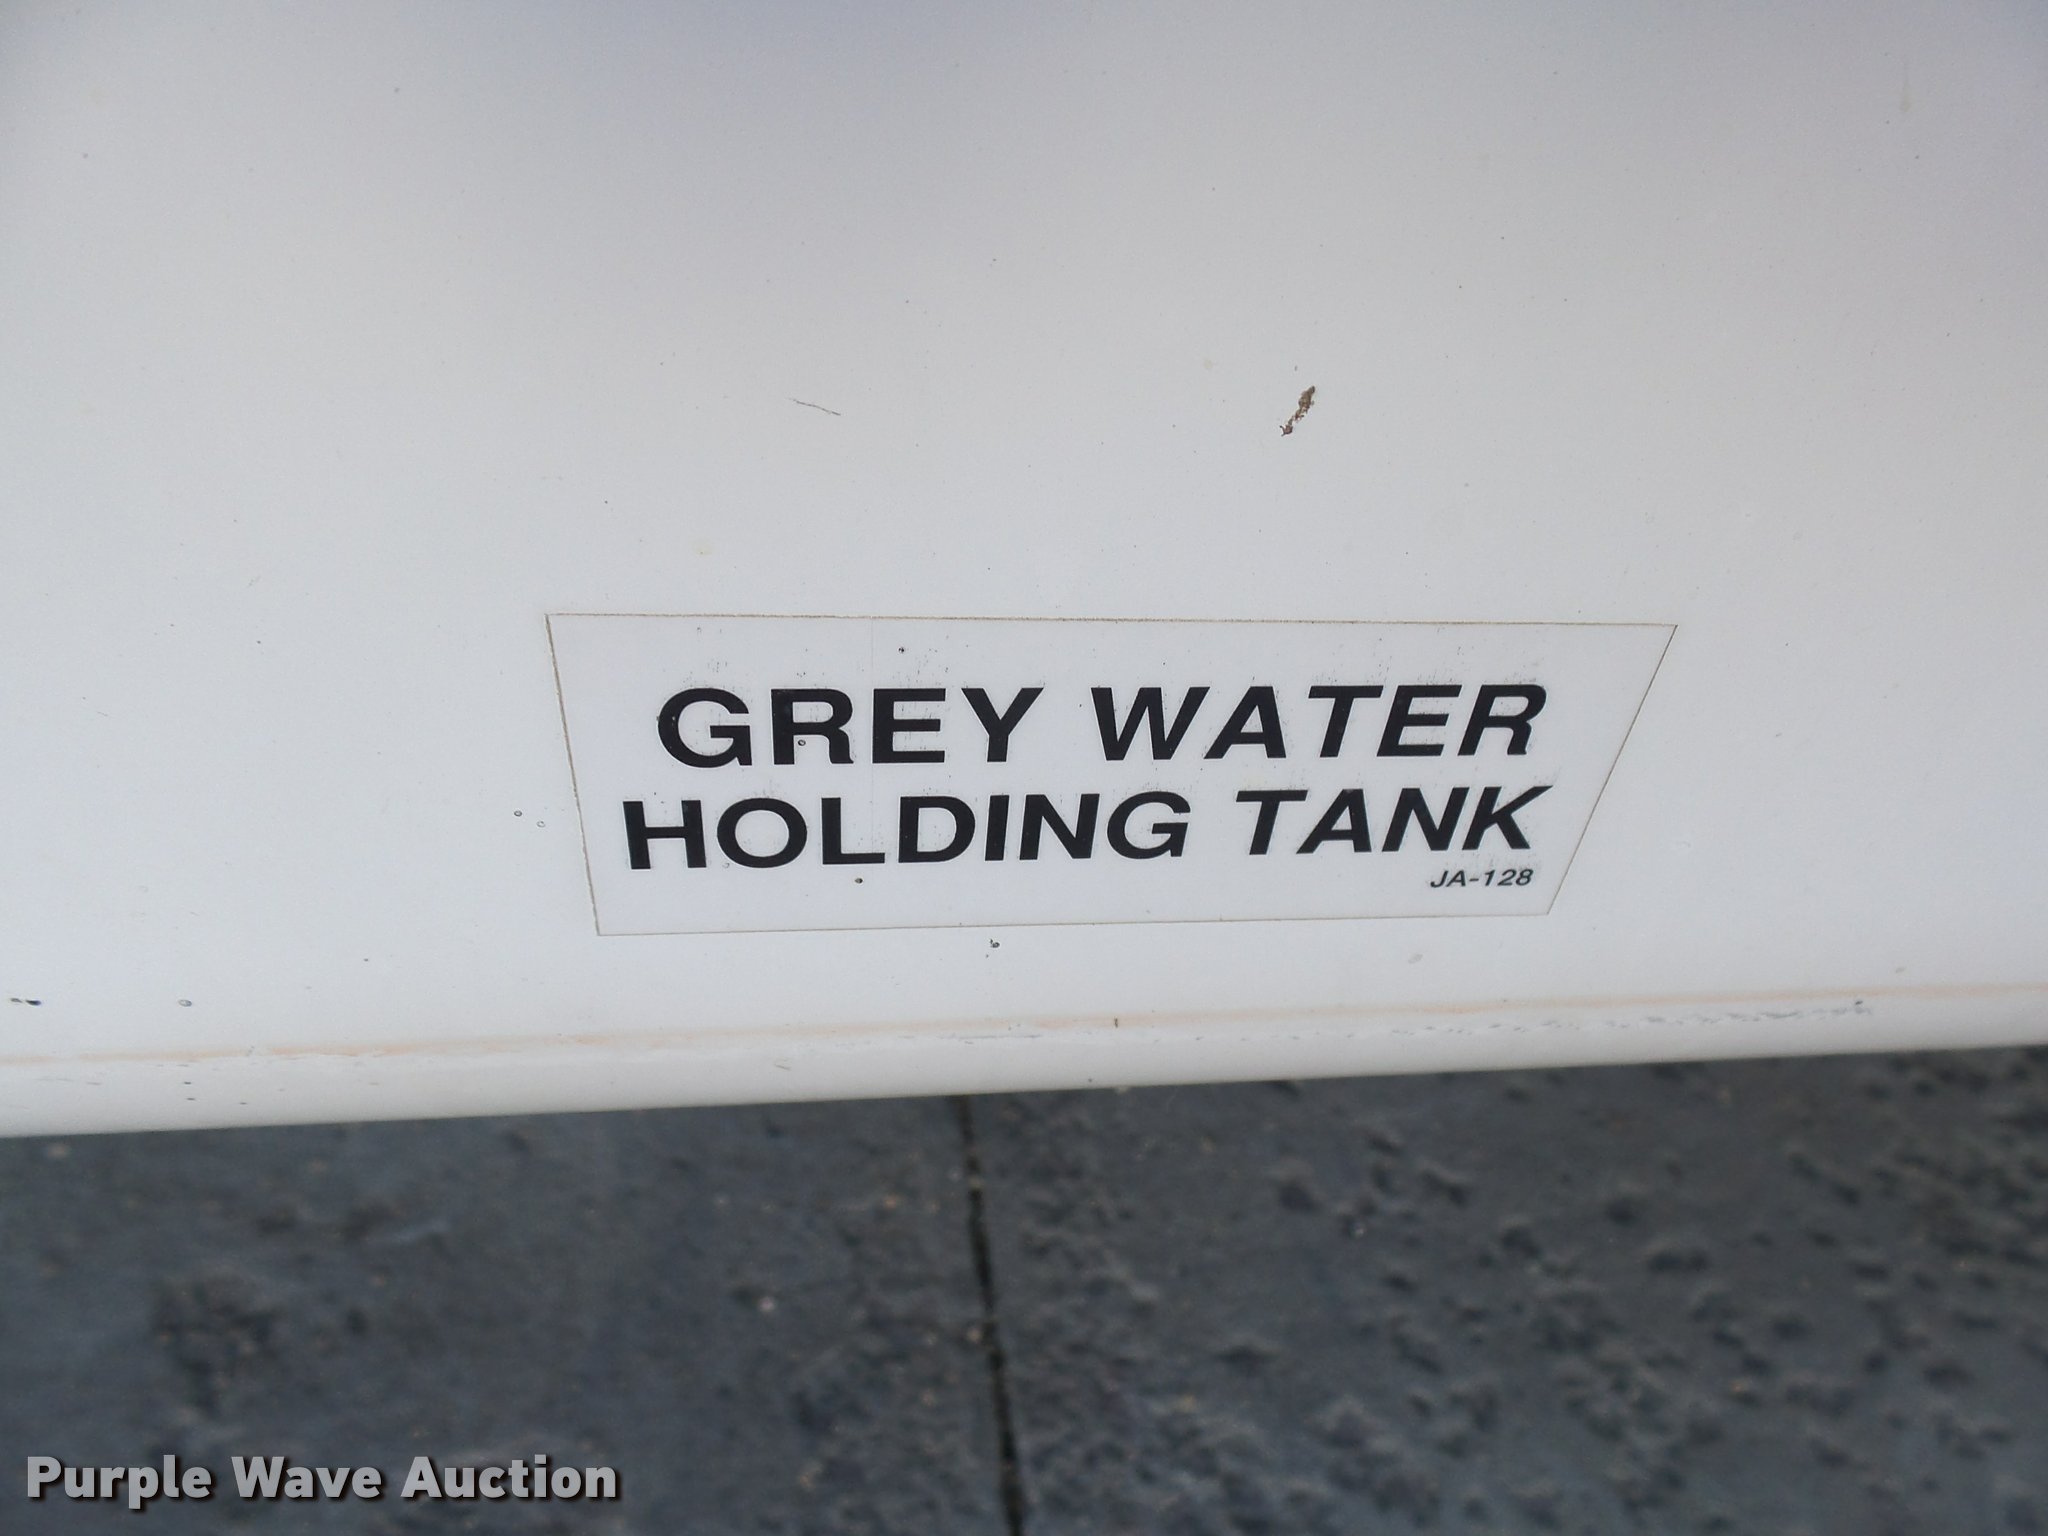 GREY WATER
HOLDING TANK
JA-128
Purple Wave Auction